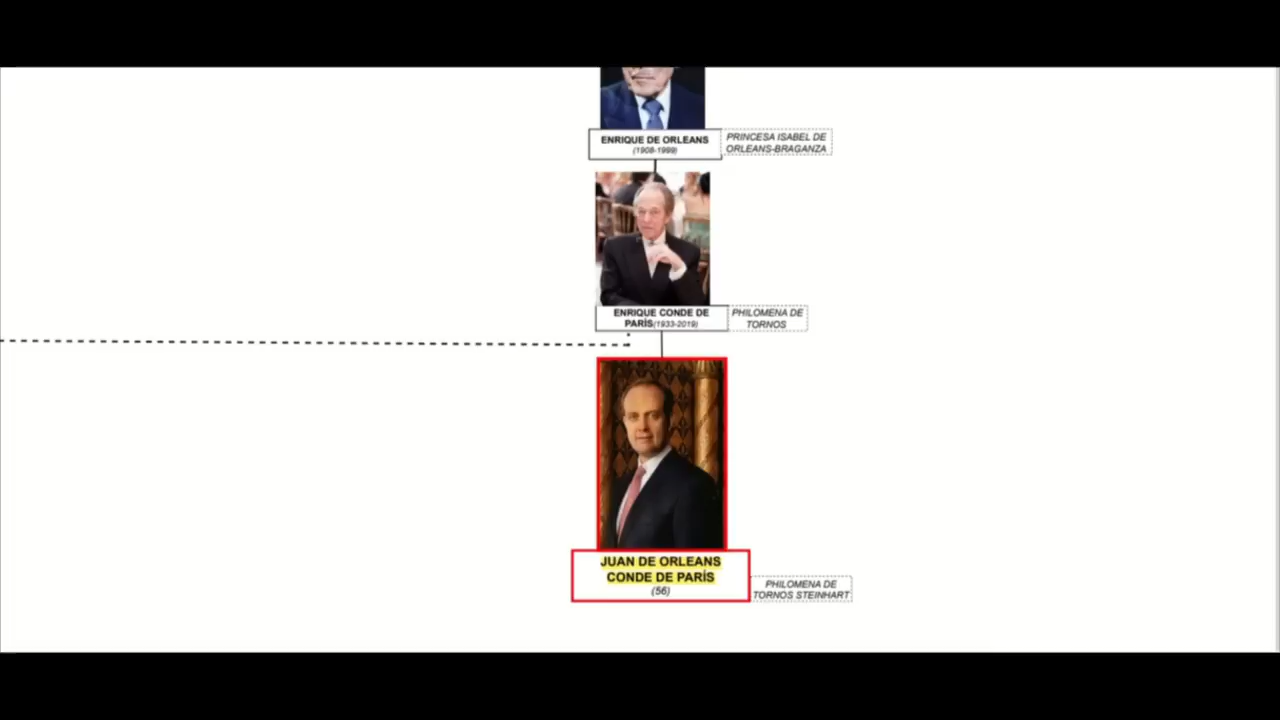 ENRIQUE DE ORLEANS
(1908-1999)
PRINCESA ISABEL DE
ORLEANS-BRAGANZA
ENRIQUE CONDE DE
PARÍS(1933-2019)
PHILOMENA DE
TORNOS
JUAN DE ORLEANS
CONDE DE PARÍS
(56)
PHILOMENA DE
TORNOS STEINHART